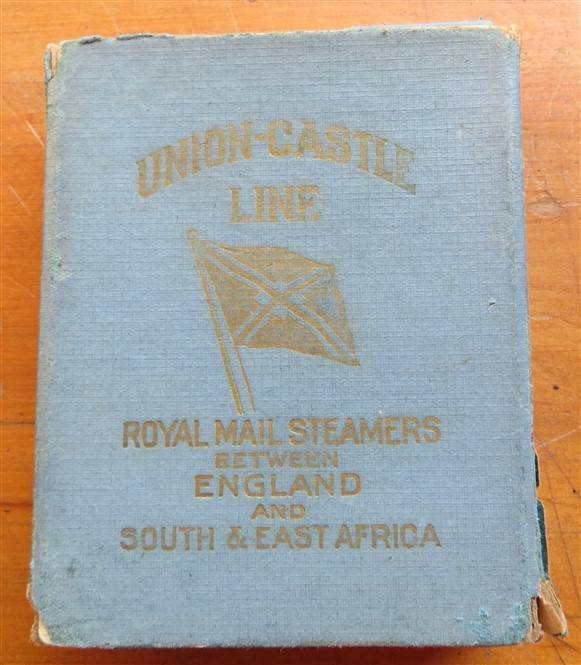 UNION-CASTLE
LINE
ROYAL MAIL STEAMERS
BETWEEN
ENGLAND
AND
SOUTH & EAST AFRICA